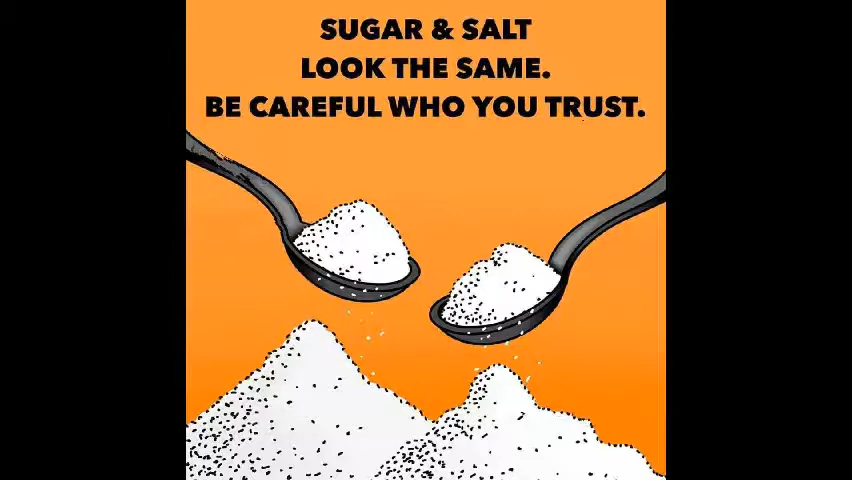 SUGAR & SALT
LOOK THE SAME.
BE CAREFUL WHO YOU TRUST.